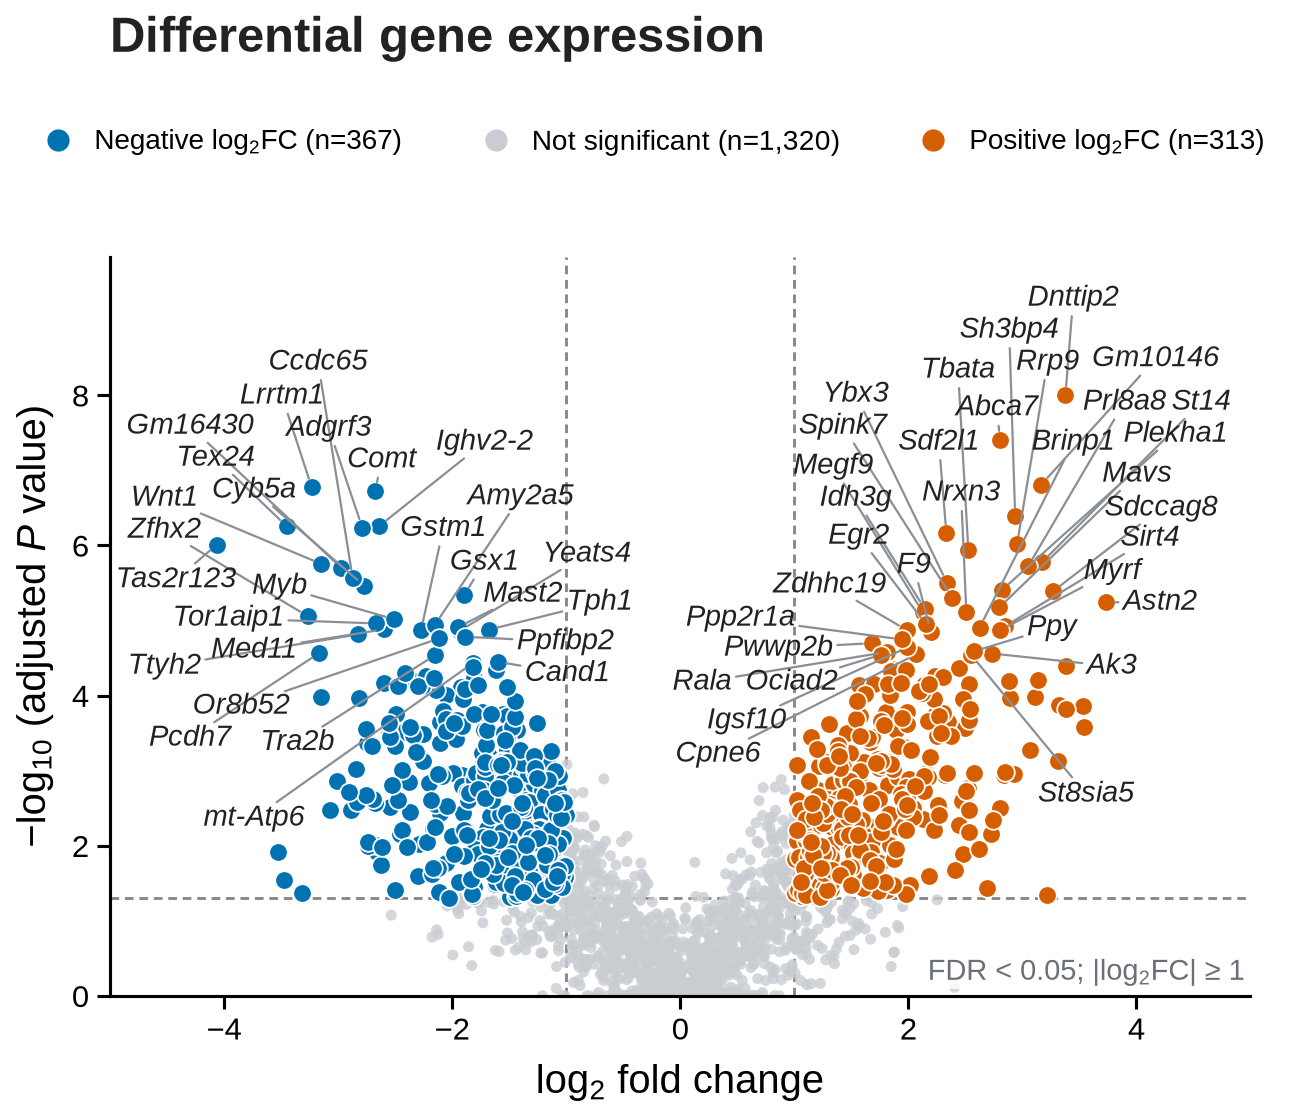 Differential gene expression
Negative log₂FC (n=367)
Not significant (n=1,320)
Positive log₂FC (n=313)
Dnttip2
Sh3bp4
Ccdc65
Tbata
Rrp9
Gm10146
Lrrtm1
Ybx3
Abca7
Prl8a8
St14
Gm16430
Adgrf3
Spink7
Sdf2l1
Brinp1
Plekha1
Ighv2-2
Tex24
Comt
Megf9
Mavs
Wnt1
Cyb5a
Amy2a5
Idh3g
Nrxn3
Sdccag8
Zfhx2
Gstm1
Egr2
Sirt4
Gsx1
Yeats4
F9
Myrf
Tas2r123
Myb
Mast2
Tph1
Zdhhc19
Astn2
Tor1aip1
Ppp2r1a
Ppy
Med11
Ppfibp2
Pwwp2b
Ttyh2
Cand1
Rala
Ociad2
Ak3
Or8b52
Igsf10
Pcdh7
Tra2b
Cpne6
mt-Atp6
St8sia5
FDR < 0.05; |log₂FC| ≥ 1
8
6
4
2
0
−log₁₀ (adjusted P value)
−4
−2
0
2
4
log₂ fold change